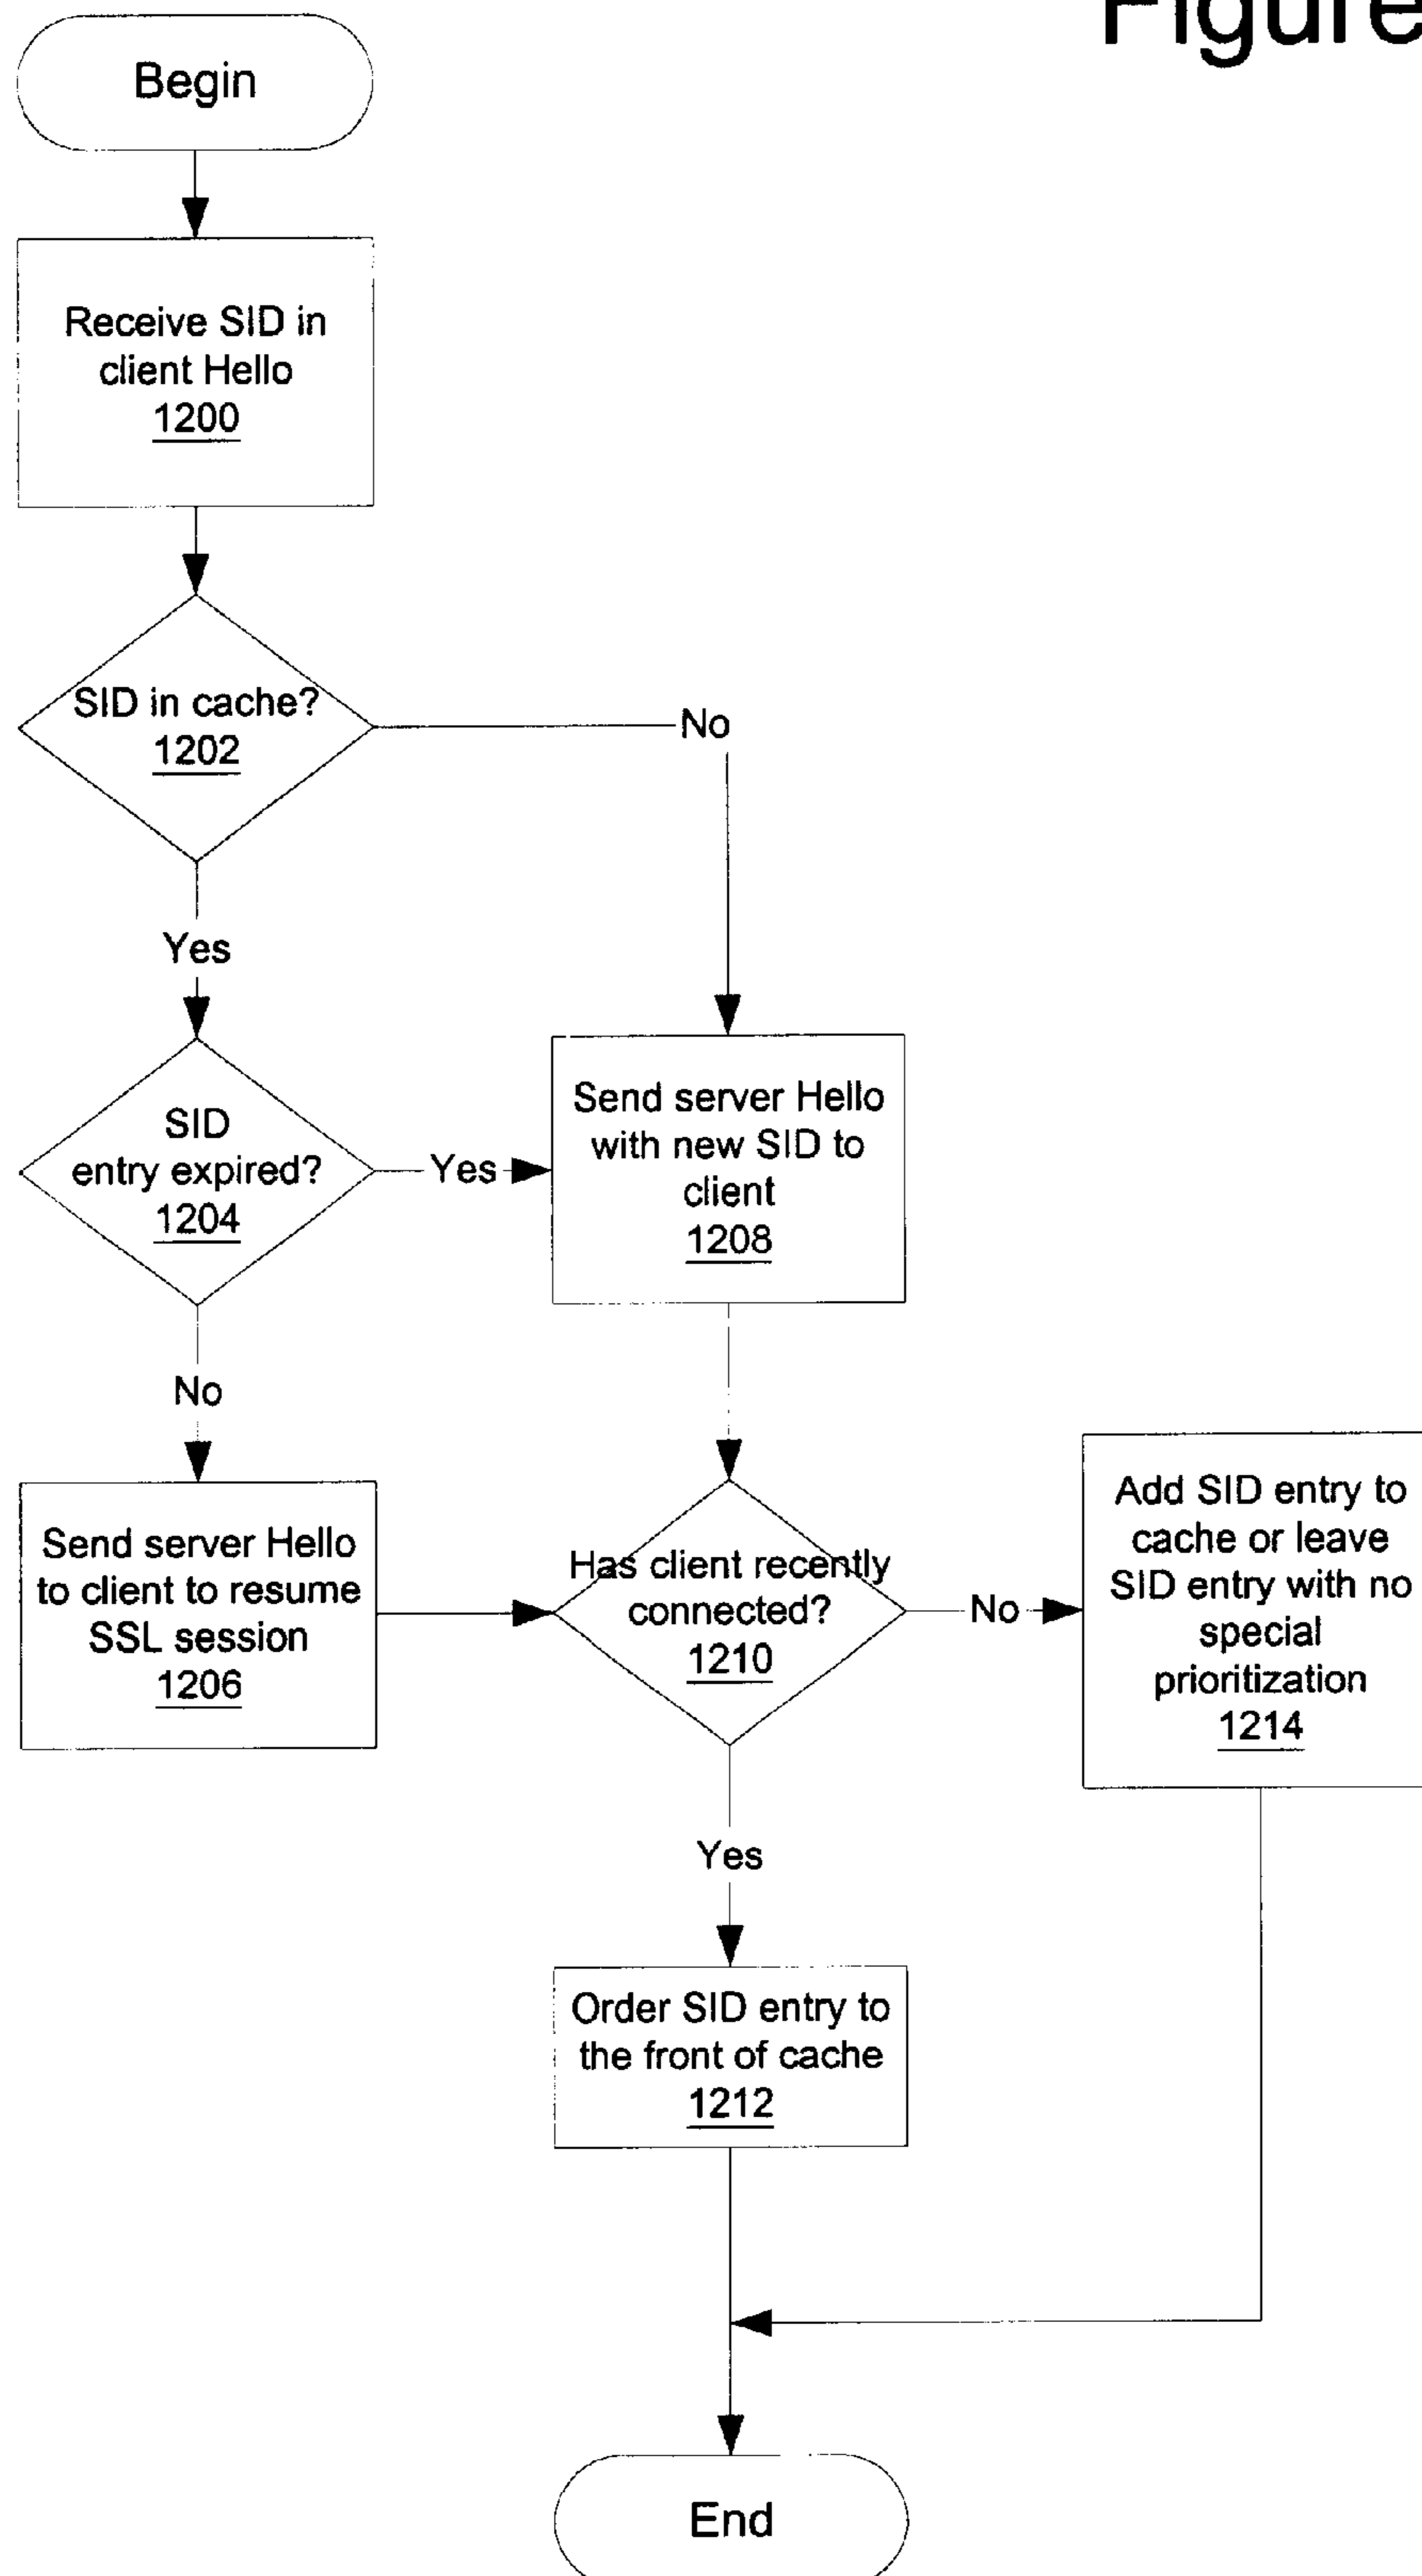 Figure
Begin
Receive SID in
client Hello
1200
SID in cache?
1202
No
Yes
SID
entry expired?
1204
Yes
Send server Hello
with new SID to
client
1208
No
Send server Hello
to client to resume
SSL session
1206
Has client recently
connected?
1210
No
Add SID entry to
cache or leave
SID entry with no
special
prioritization
1214
Yes
Order SID entry to
the front of cache
1212
End